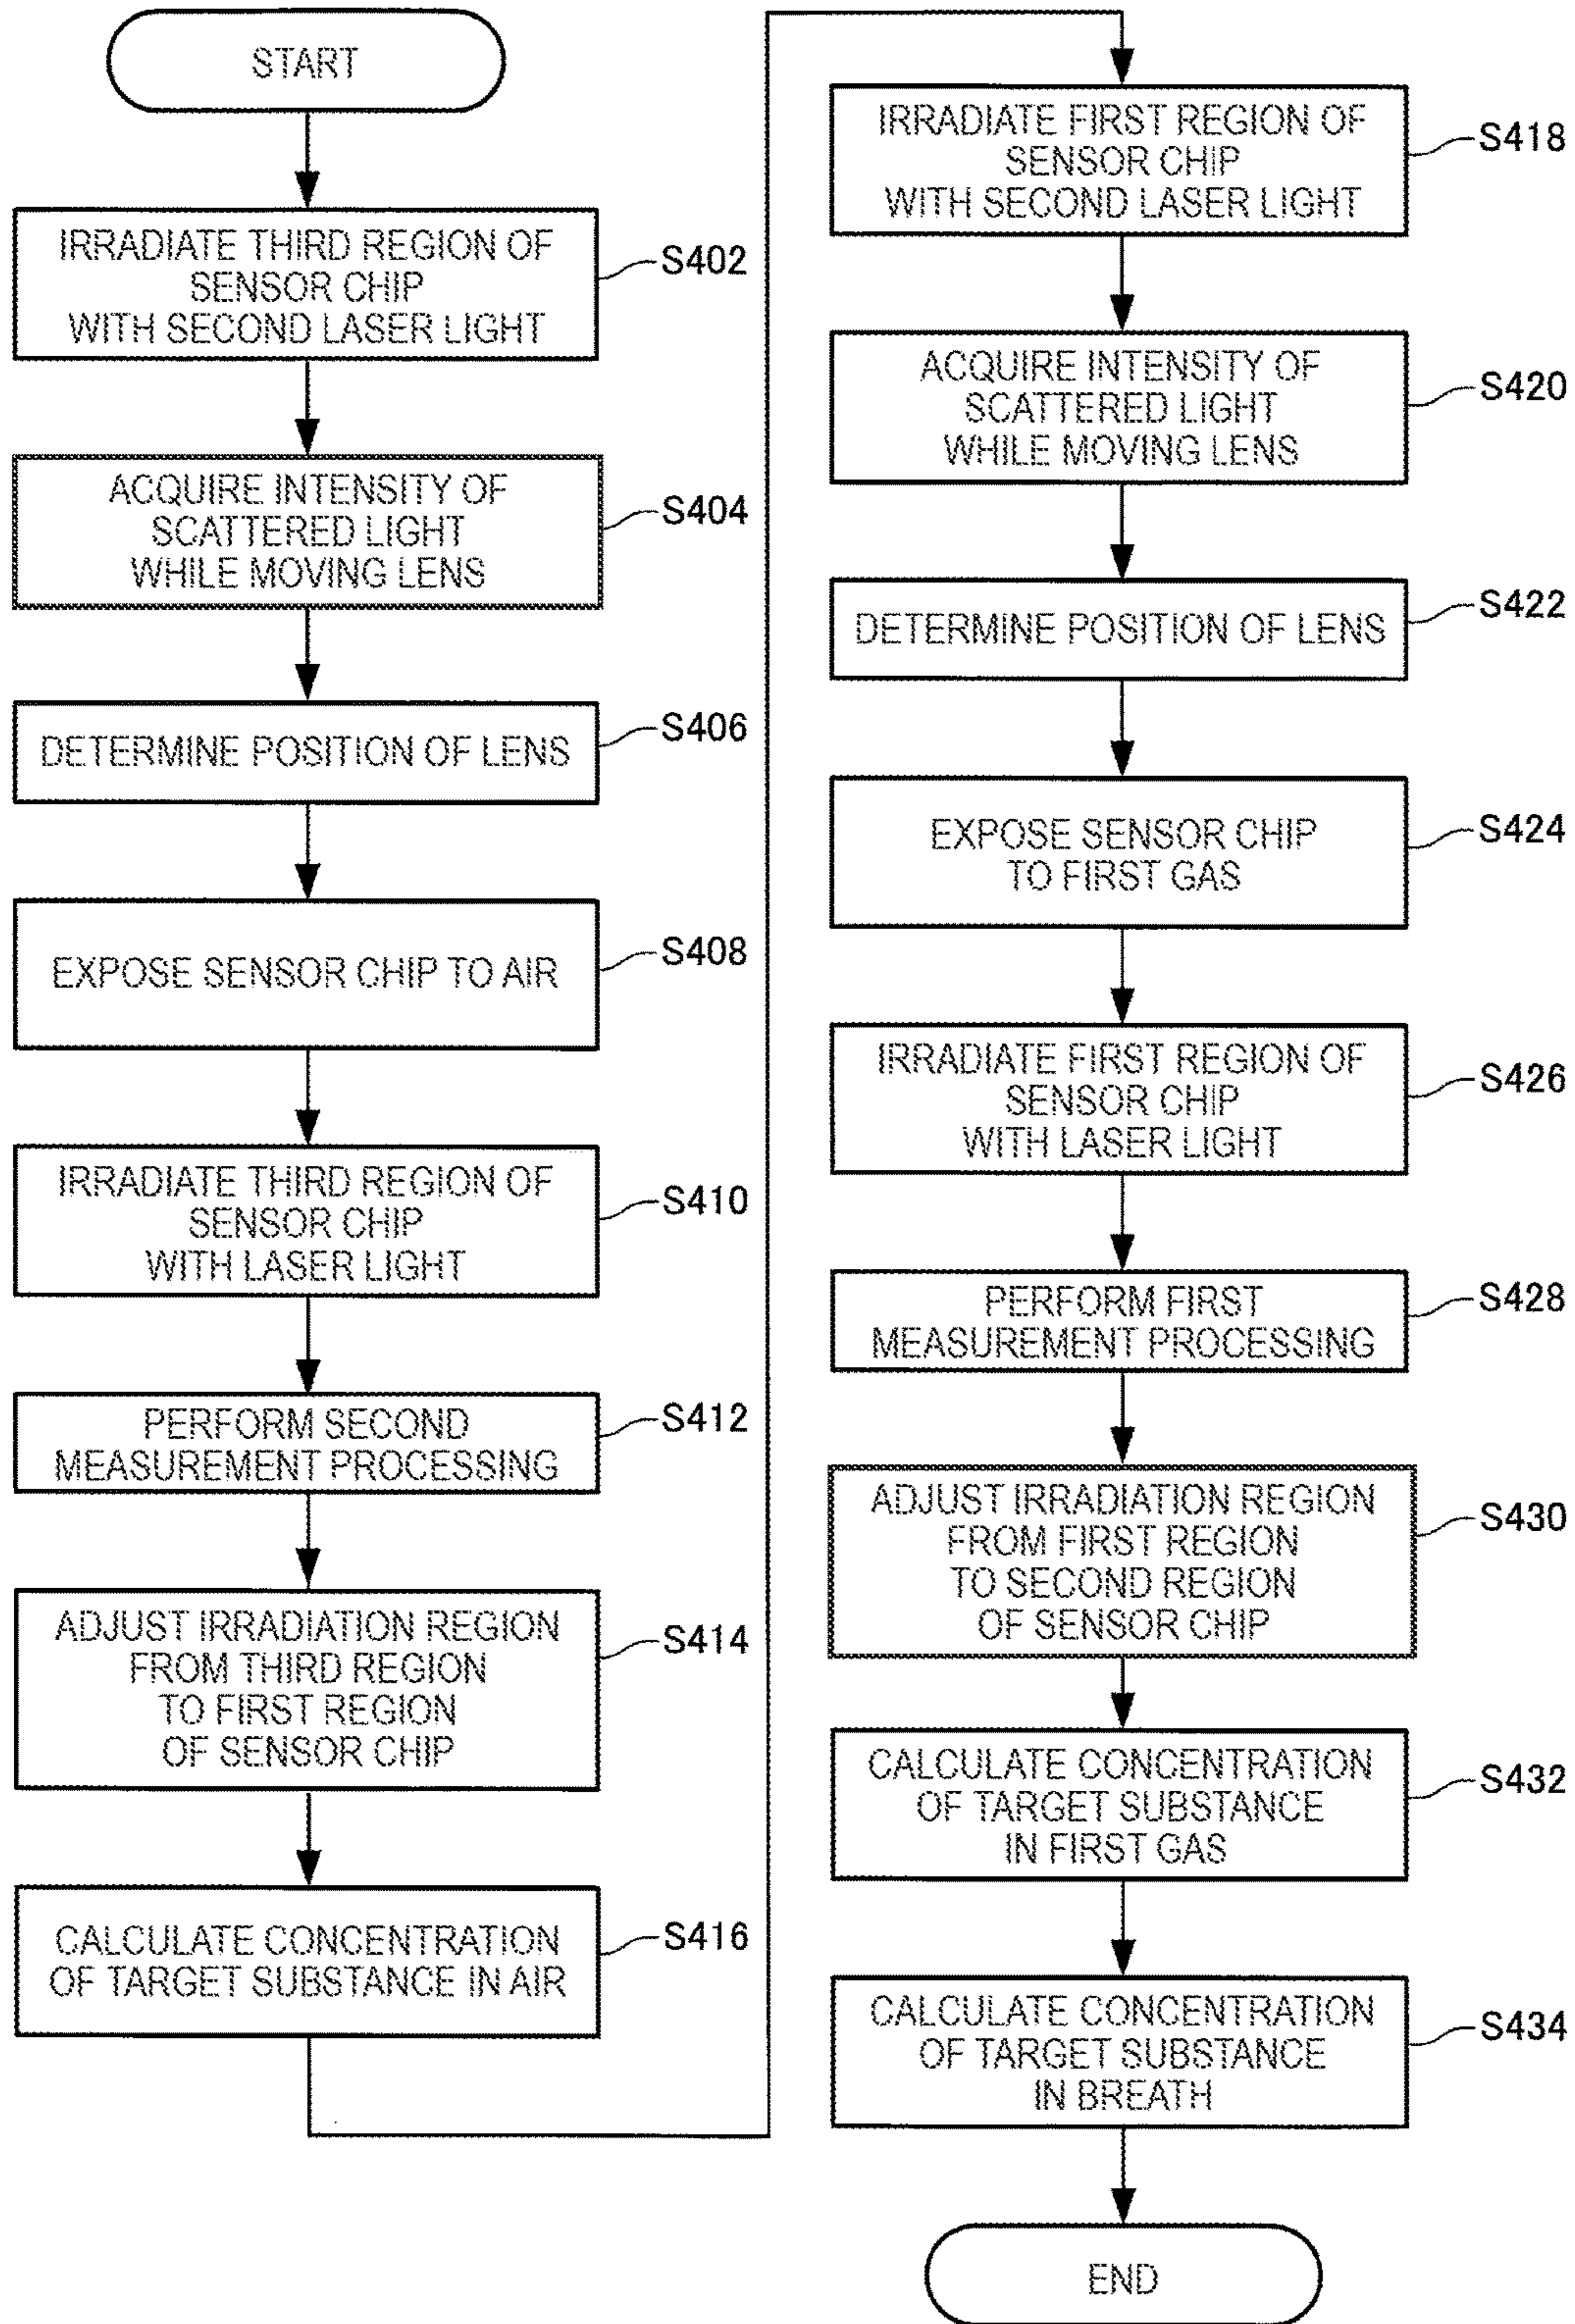 START
IRRADIATE THIRD REGION OF
SENSOR CHIP
WITH SECOND LASER LIGHT
S402
ACQUIRE INTENSITY OF
SCATTERED LIGHT
WHILE MOVING LENS
S404
DETERMINE POSITION OF LENS
S406
EXPOSE SENSOR CHIP TO AIR
S408
IRRADIATE THIRD REGION OF
SENSOR CHIP
WITH LASER LIGHT
S410
PERFORM SECOND
MEASUREMENT PROCESSING
S412
ADJUST IRRADIATION REGION
FROM THIRD REGION
TO FIRST REGION
OF SENSOR CHIP
S414
CALCULATE CONCENTRATION
OF TARGET SUBSTANCE IN AIR
S416
IRRADIATE FIRST REGION OF
SENSOR CHIP
WITH SECOND LASER LIGHT
S418
ACQUIRE INTENSITY OF
SCATTERED LIGHT
WHILE MOVING LENS
S420
DETERMINE POSITION OF LENS
S422
EXPOSE SENSOR CHIP
TO FIRST GAS
S424
IRRADIATE FIRST REGION OF
SENSOR CHIP
WITH LASER LIGHT
S426
PERFORM FIRST
MEASUREMENT PROCESSING
S428
ADJUST IRRADIATION REGION
FROM FIRST REGION
TO SECOND REGION
OF SENSOR CHIP
S430
CALCULATE CONCENTRATION
OF TARGET SUBSTANCE
IN FIRST GAS
S432
CALCULATE CONCENTRATION
OF TARGET SUBSTANCE
IN BREATH
S434
END